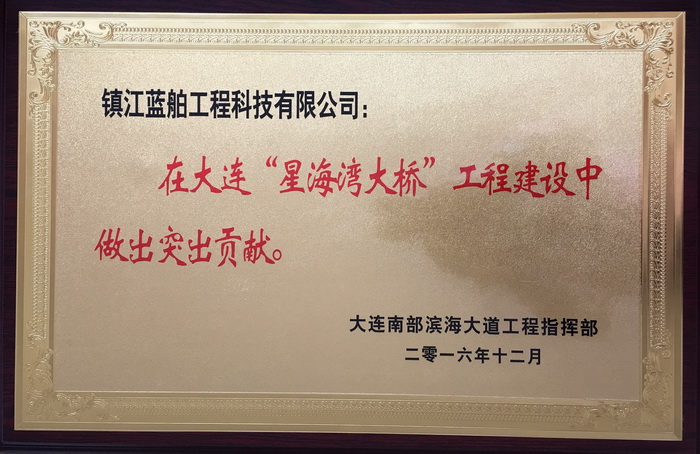 镇江蓝舶工程科技有限公司：
在大连“星海湾大桥”工程建设中
做出突出贡献。
大连南部滨海大道工程指挥部
二零一六年十二月